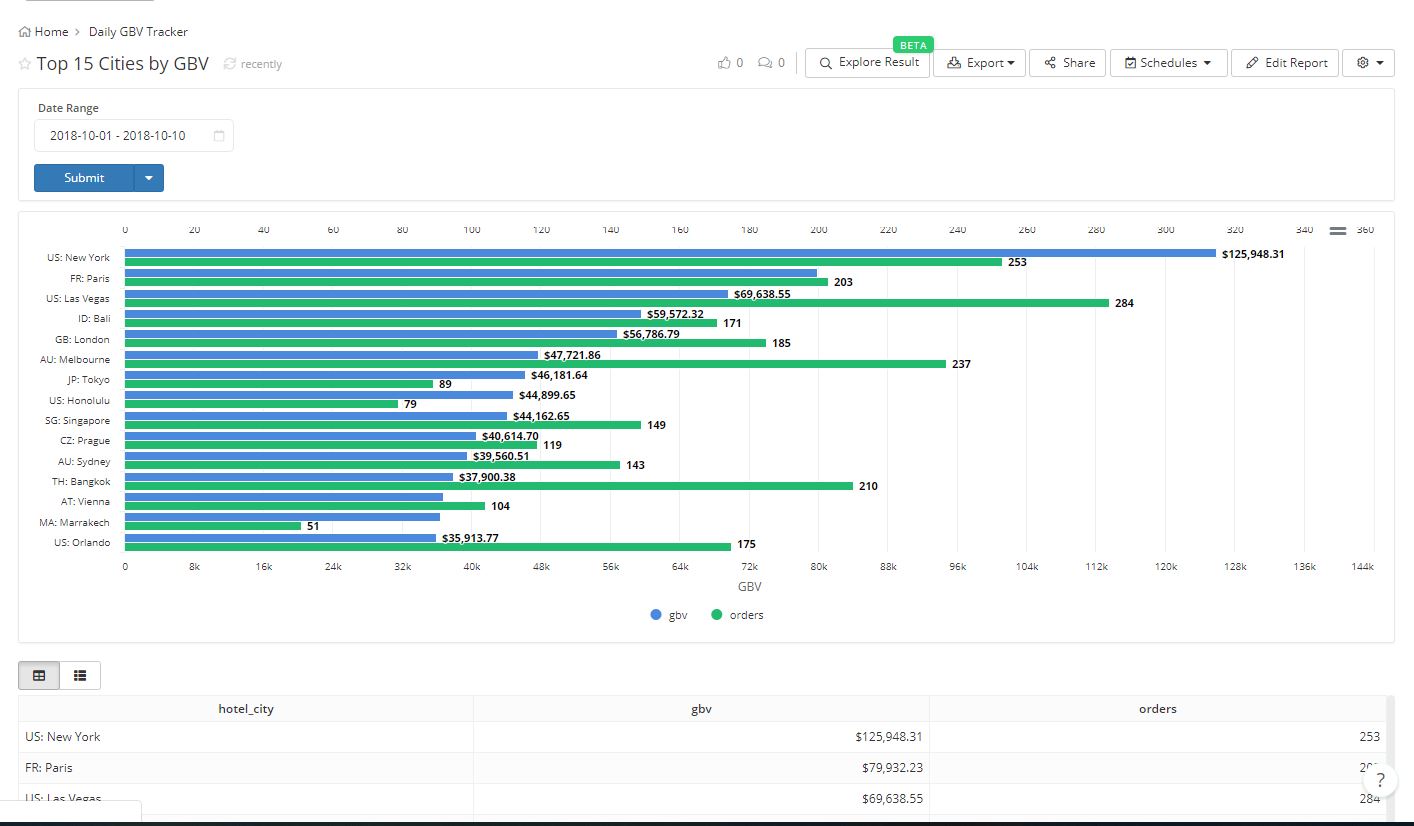 Home > Daily GBV Tracker
BETA
Top 15 Cities by GBV recently 0 0 Explore Result Export Share Schedules Edit Report
Date Range
2018-10-01 - 2018-10-10
Submit
0 20 40 60 80 100 120 140 160 180 200 220 240 260 280 300 320 340 360
US: New York $125,948.31
253
FR: Paris
203
US: Las Vegas $69,638.55
284
ID: Bali $59,572.32
171
GB: London $56,786.79
185
AU: Melbourne $47,721.86
237
JP: Tokyo $46,181.64
89
US: Honolulu $44,899.65
79
SG: Singapore $44,162.65
149
CZ: Prague $40,614.70
119
AU: Sydney $39,560.51
143
TH: Bangkok $37,900.38
210
AT: Vienna
104
MA: Marrakech
51
US: Orlando $35,913.77
175
0 8k 16k 24k 32k 40k 48k 56k 64k 72k 80k 88k 96k 104k 112k 120k 128k 136k 144k
GBV
gbv orders
hotel_city gbv orders
US: New York $125,948.31 253
FR: Paris $79,932.23
US: Las Vegas $69,638.55 284
?